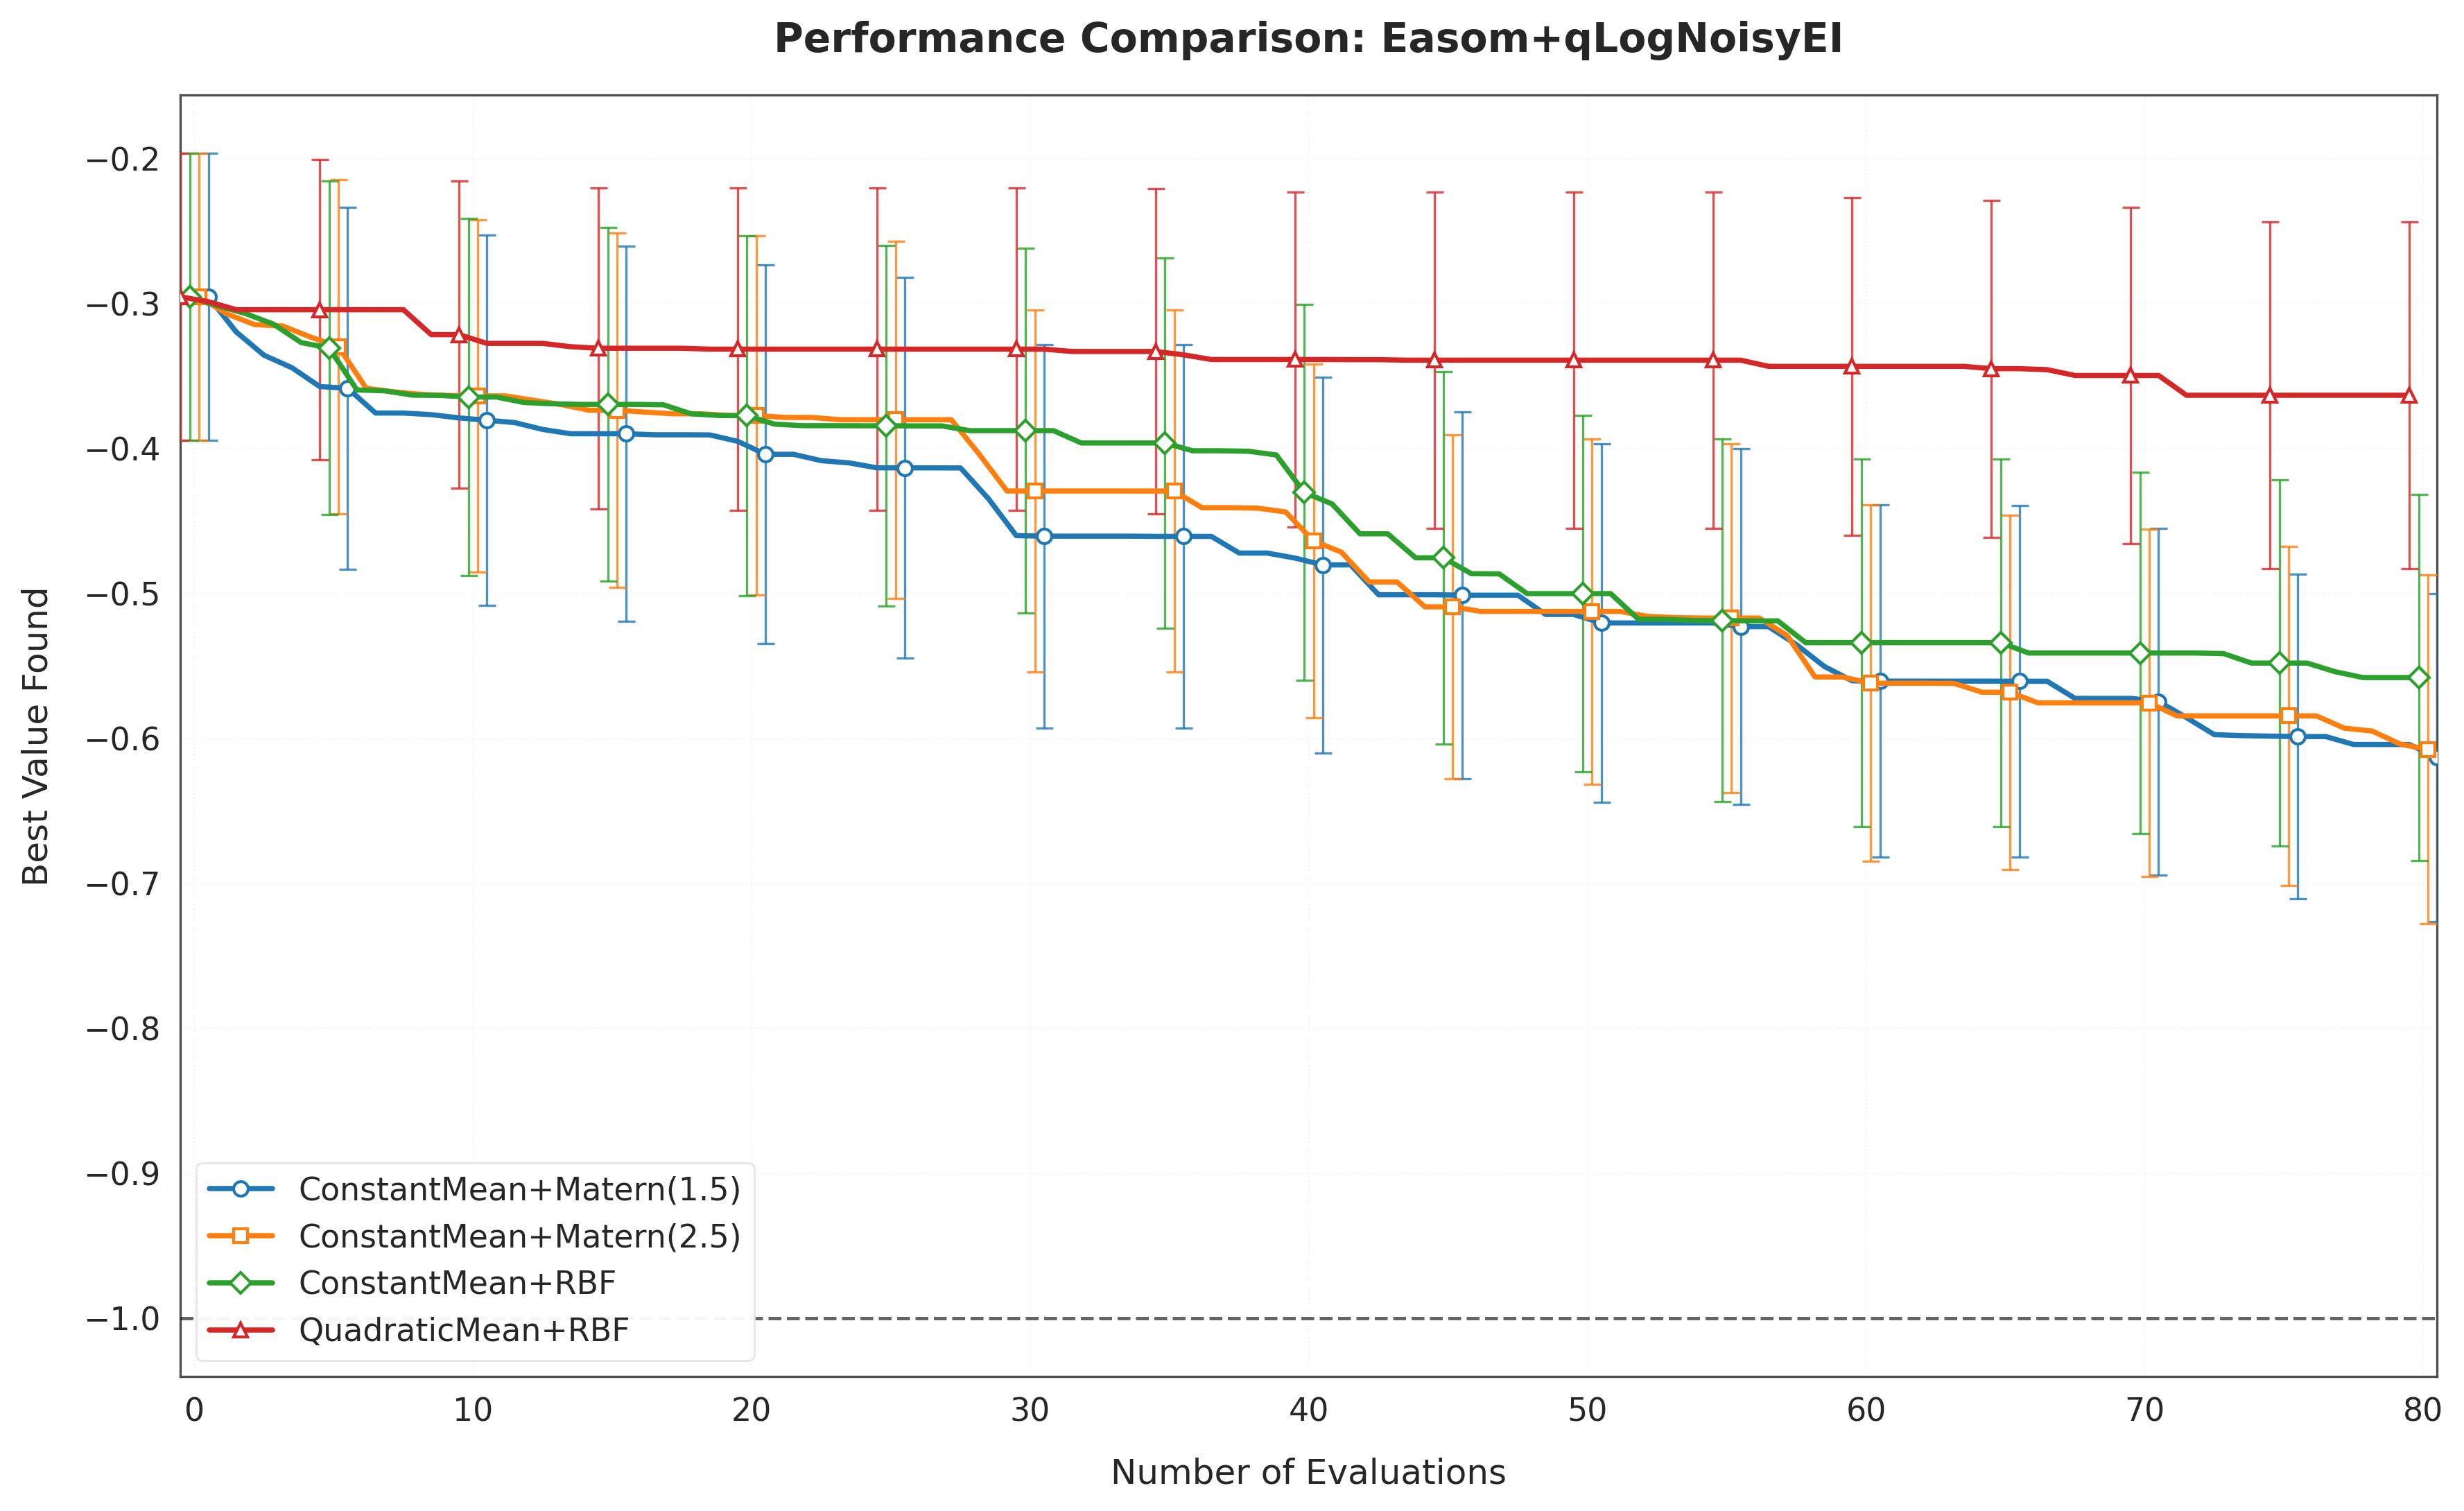 Performance Comparison: Easom+qLogNoisyEI
Best Value Found
−0.2
−0.3
−0.4
−0.5
−0.6
−0.7
−0.8
−0.9
−1.0
ConstantMean+Matern(1.5)
ConstantMean+Matern(2.5)
ConstantMean+RBF
QuadraticMean+RBF
0 10 20 30 40 50 60 70 80
Number of Evaluations